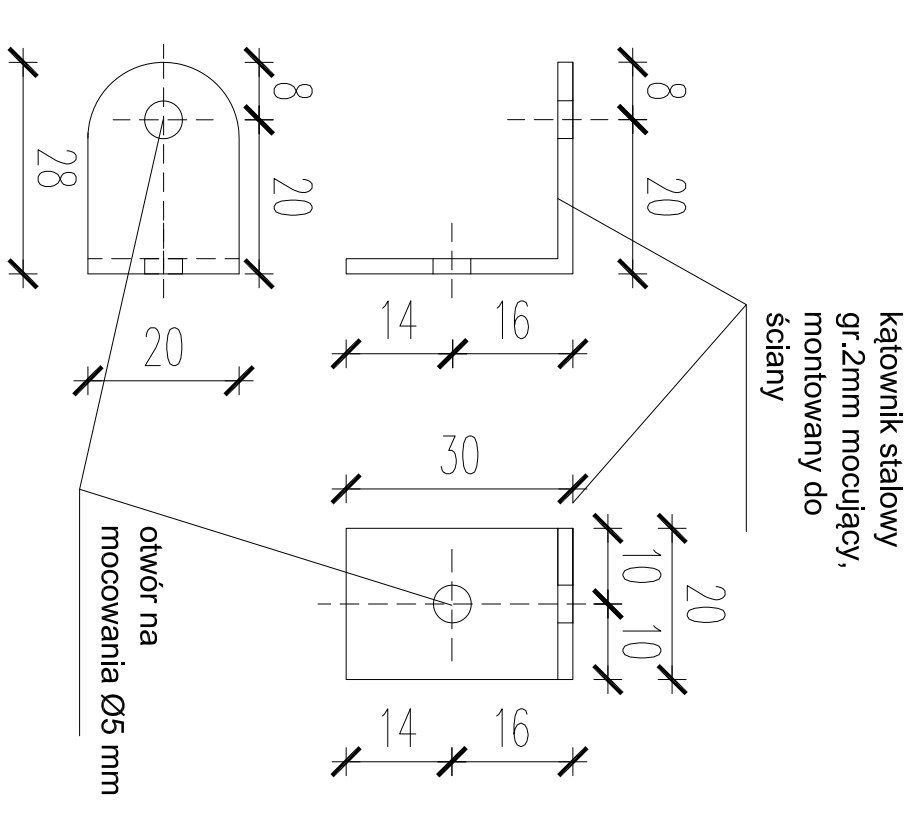 kątownik stalowy
gr.2mm mocujący,
montowany do
ściany
8
20
8
20
28
20
14
16
30
10
10
20
14
16
otwór na
mocowania Ø5 mm